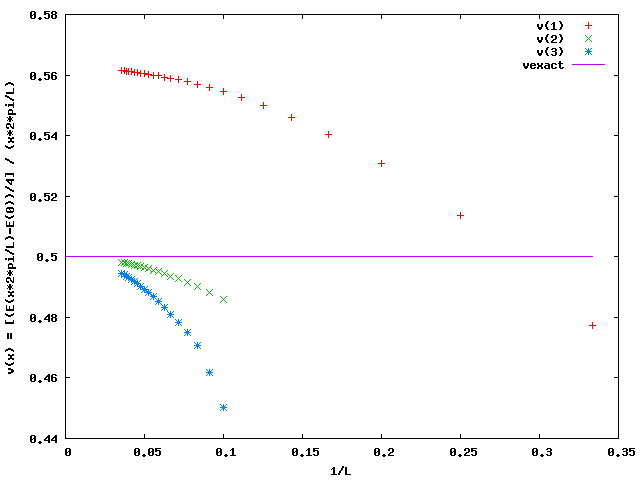 0.58
0.56
0.54
0.52
0.5
0.48
0.46
0.44
v(x) = [(E(x*2*pi/L)-E(0))/4] / (x*2*pi/L)
v(1)
v(2)
v(3)
vexact
0 0.05 0.1 0.15 0.2 0.25 0.3 0.35
1/L